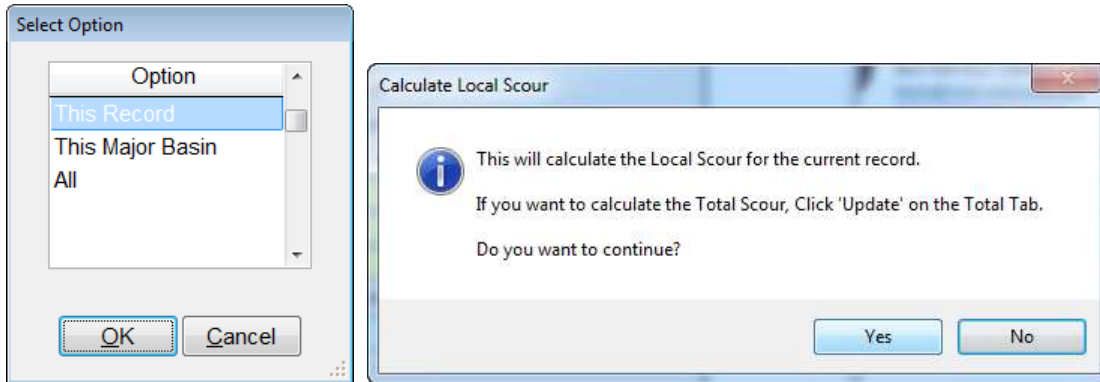 Select Option
Option
This Record
This Major Basin
All
OK
Cancel
Calculate Local Scour
This will calculate the Local Scour for the current record.
If you want to calculate the Total Scour, Click 'Update' on the Total Tab.
Do you want to continue?
Yes
No